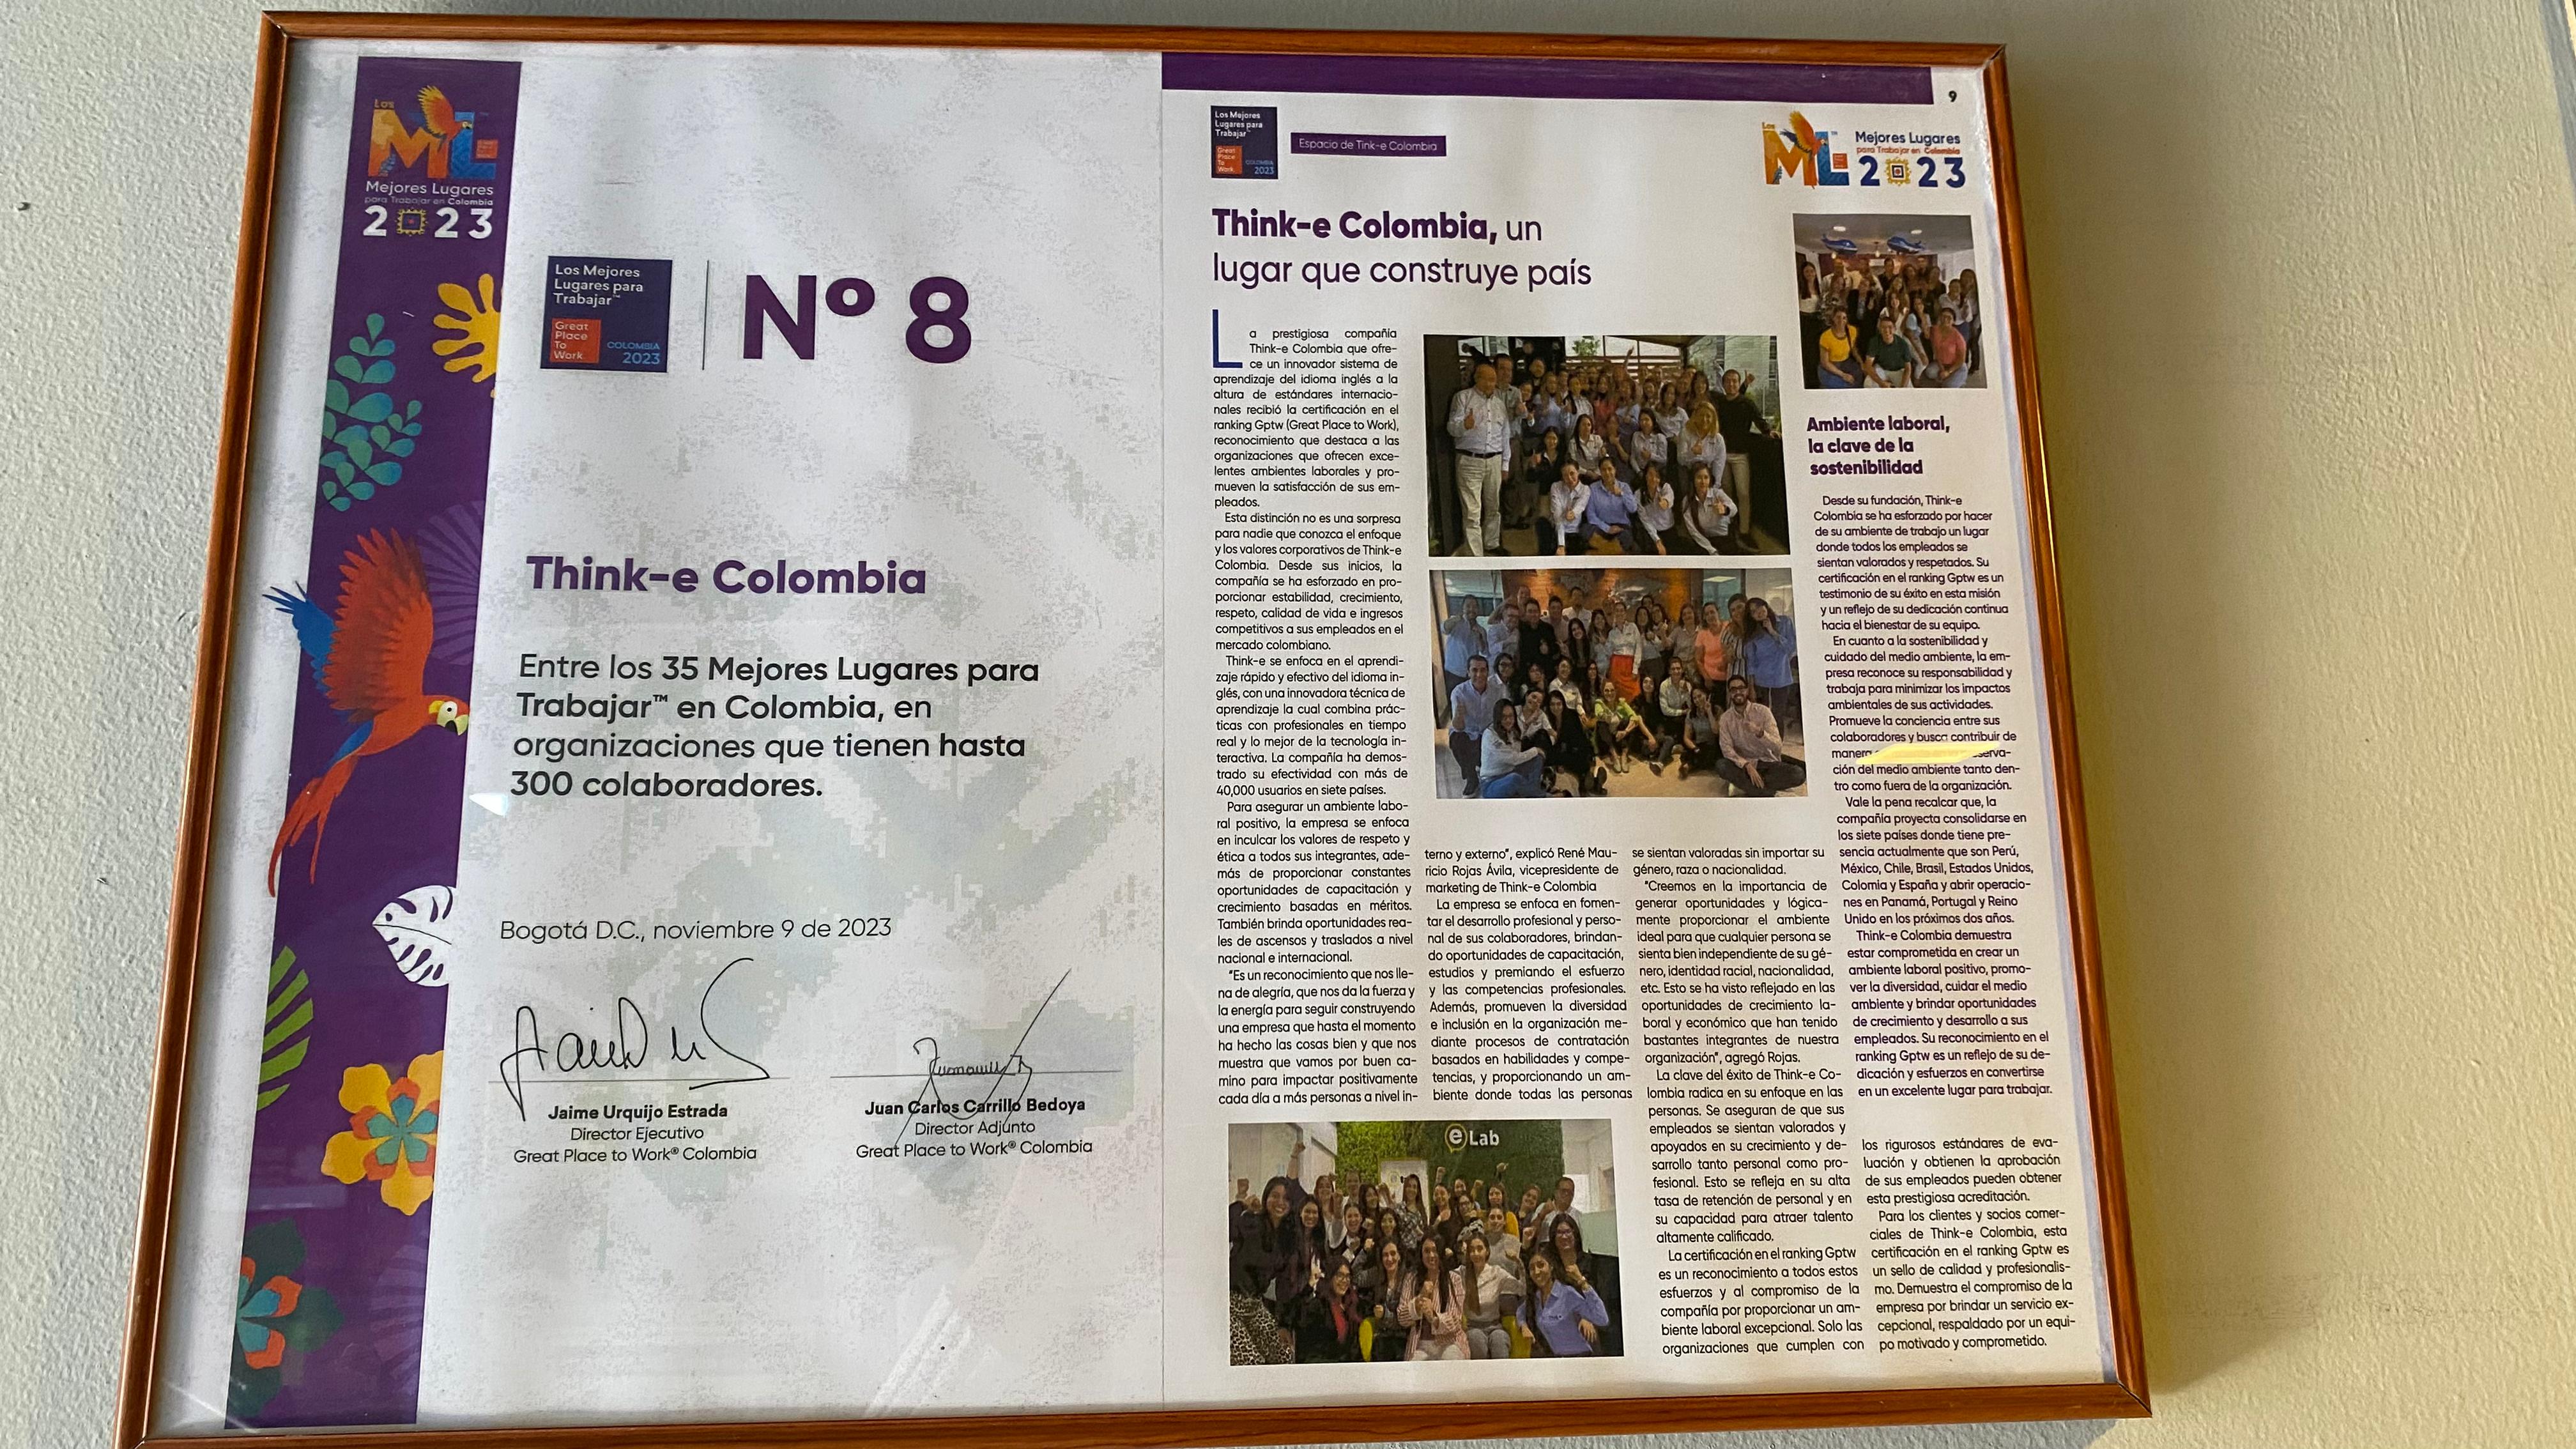 Los
ML
Mejores Lugares
para Trabajar en Colombia
2023
Los Mejores
Lugares para
Trabajar™
Great
Place
To
Work.
COLOMBIA
2023
Nº 8
Think-e Colombia
Entre los 35 Mejores Lugares para
Trabajar™ en Colombia, en
organizaciones que tienen hasta
300 colaboradores.
Bogotá D.C., noviembre 9 de 2023
Jaime Urquijo Estrada
Director Ejecutivo
Great Place to Work® Colombia
Juan Carlos Carrillo Bedoya
Director Adjunto
Great Place to Work® Colombia
9
Los Mejores
Lugares para
Trabajar™
Great
Place
To
Work.
COLOMBIA
2023
Espacio de Tink-e Colombia
Los
ML
Mejores Lugares
para Trabajar en Colombia
2023
Think-e Colombia, un
lugar que construye país
La prestigiosa compañía
Think-e Colombia que ofre-
ce un innovador sistema de
aprendizaje del idioma inglés a la
altura de estándares internacio-
nales recibió la certificación en el
ranking Gptw (Great Place to Work),
reconocimiento que destaca a las
organizaciones que ofrecen exce-
lentes ambientes laborales y pro-
mueven la satisfacción de sus em-
pleados.
Esta distinción no es una sorpresa
para nadie que conozca el enfoque
y los valores corporativos de Think-e
Colombia. Desde sus inicios, la
compañía se ha esforzado en pro-
porcionar estabilidad, crecimiento,
respeto, calidad de vida e ingresos
competitivos a sus empleados en el
mercado colombiano.
Think-e se enfoca en el aprendi-
zaje rápido y efectivo del idioma in-
glés, con una innovadora técnica de
aprendizaje la cual combina prác-
ticas con profesionales en tiempo
real y lo mejor de la tecnología in-
teractiva. La compañía ha demos-
trado su efectividad con más de
40,000 usuarios en siete países.
Para asegurar un ambiente labo-
ral positivo, la empresa se enfoca
en inculcar los valores de respeto y
ética a todos sus integrantes, ade-
más de proporcionar constantes
oportunidades de capacitación y
crecimiento basadas en méritos.
También brinda oportunidades rea-
les de ascensos y traslados a nivel
nacional e internacional.
"Es un reconocimiento que nos lle-
na de alegría, que nos da la fuerza y
la energía para seguir construyendo
una empresa que hasta el momento
ha hecho las cosas bien y que nos
muestra que vamos por buen ca-
mino para impactar positivamente
cada día a más personas a nivel in-
terno y externo", explicó René Mau-
ricio Rojas Ávila, vicepresidente de
marketing de Think-e Colombia
La empresa se enfoca en fomen-
tar el desarrollo profesional y perso-
nal de sus colaboradores, brindan-
do oportunidades de capacitación,
estudios y premiando el esfuerzo
y las competencias profesionales.
Además, promueven la diversidad
e inclusión en la organización me-
diante procesos de contratación
basados en habilidades y compe-
tencias, y proporcionando un am-
biente donde todas las personas
se sientan valoradas sin importar su
género, raza o nacionalidad.
"Creemos en la importancia de
generar oportunidades y lógica-
mente proporcionar el ambiente
ideal para que cualquier persona se
sienta bien independiente de su gé-
nero, identidad racial, nacionalidad,
etc. Esto se ha visto reflejado en las
oportunidades de crecimiento la-
boral y económico que han tenido
bastantes integrantes de nuestra
organización", agregó Rojas.
La clave del éxito de Think-e Co-
lombia radica en su enfoque en las
personas. Se aseguran de que sus
empleados se sientan valorados y
apoyados en su crecimiento y de-
sarrollo tanto personal como pro-
fesional. Esto se refleja en su alta
tasa de retención de personal y en
su capacidad para atraer talento
altamente calificado.
La certificación en el ranking Gptw
es un reconocimiento a todos estos
esfuerzos y al compromiso de la
compañía por proporcionar un am-
biente laboral excepcional. Solo las
organizaciones que cumplen con
los rigurosos estándares de eva-
luación y obtienen la aprobación
de sus empleados pueden obtener
esta prestigiosa acreditación.
Para los clientes y socios comer-
ciales de Think-e Colombia, esta
certificación en el ranking Gptw es
un sello de calidad y profesionalis-
mo. Demuestra el compromiso de la
empresa por brindar un servicio ex-
cepcional, respaldado por un equi-
po motivado y comprometido.
Ambiente laboral,
la clave de la
sostenibilidad
Desde su fundación, Think-e
Colombia se ha esforzado por hacer
de su ambiente de trabajo un lugar
donde todos los empleados se
sientan valorados y respetados. Su
certificación en el ranking Gptw es un
testimonio de su éxito en esta misión
y un reflejo de su dedicación continua
hacia el bienestar de su equipo.
En cuanto a la sostenibilidad y
cuidado del medio ambiente, la em-
presa reconoce su responsabilidad y
trabaja para minimizar los impactos
ambientales de sus actividades.
Promueve la conciencia entre sus
colaboradores y busca contribuir de
manera
ción del medio ambiente tanto den-
tro como fuera de la organización.
Vale la pena recalcar que, la
compañía proyecta consolidarse en
los siete países donde tiene pre-
sencia actualmente que son Perú,
México, Chile, Brasil, Estados Unidos,
Colomia y España y abrir operacio-
nes en Panamá, Portugal y Reino
Unido en los próximos dos años.
Think-e Colombia demuestra
estar comprometida en crear un
ambiente laboral positivo, promo-
ver la diversidad, cuidar el medio
ambiente y brindar oportunidades
de crecimiento y desarrollo a sus
empleados. Su reconocimiento en el
ranking Gptw es un reflejo de su de-
dicación y esfuerzos en convertirse
en un excelente lugar para trabajar.
e Lab